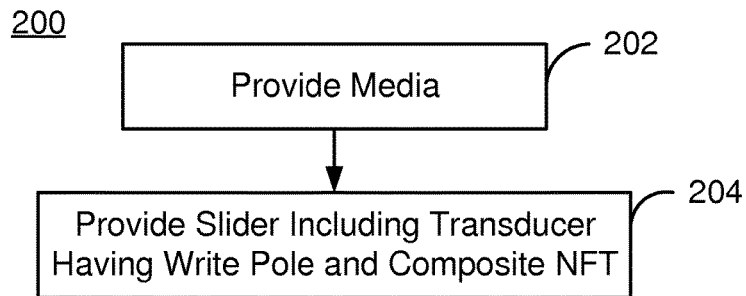 200
202
Provide Media
204
Provide Slider Including Transducer
Having Write Pole and Composite NFT